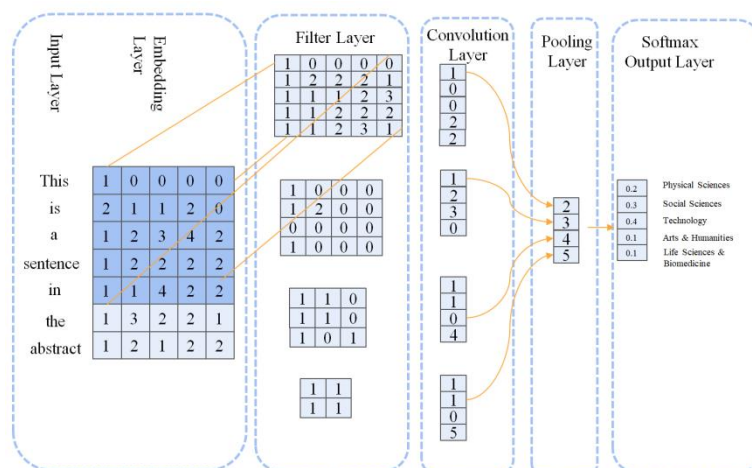 Input Layer
Embedding
Layer
Filter Layer
Convolution
Layer
Pooling
Layer
Softmax
Output Layer
This 1 0 0 0 0
is 2 1 1 2 0
a 1 2 3 4 2
sentence 1 2 2 2 2
in 1 1 4 2 2
the 1 3 2 2 1
abstract 1 2 1 2 2
1 0 0 0 0
1 2 2 2 1
1 1 1 2 3
1 1 2 2 2
1 1 2 3 1
1 0 0 0
1 2 0 0
0 0 0 0
1 0 0 0
1 1 0
1 1 0
1 0 1
1 1
1 1
1
0
0
2
2
1
2
3
0
1
1
0
4
1
1
0
5
2
3
4
5
0.2 Physical Sciences
0.3 Social Sciences
0.4 Technology
0.1 Arts & Humanities
0.1 Life Sciences &
Biomedicine